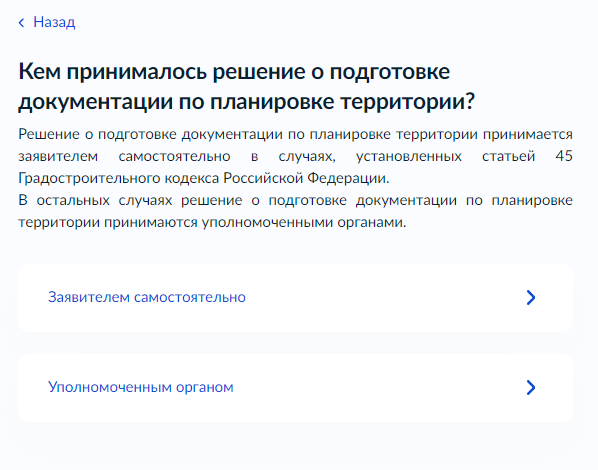 Назад
Кем принималось решение о подготовке
документации по планировке территории?
Решение о подготовке документации по планировке территории принимается
заявителем самостоятельно в случаях, установленных статьей 45
Градостроительного кодекса Российской Федерации.
В остальных случаях решение о подготовке документации по планировке
территории принимаются уполномоченными органами.
Заявителем самостоятельно
Уполномоченным органом